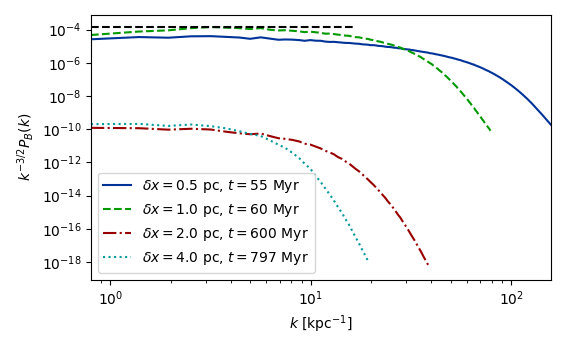 10⁻⁴
10⁻⁶
10⁻⁸
10⁻¹⁰
10⁻¹²
10⁻¹⁴
10⁻¹⁶
10⁻¹⁸
k⁻³/²P_B(k)
δx = 0.5 pc, t = 55 Myr
δx = 1.0 pc, t = 60 Myr
δx = 2.0 pc, t = 600 Myr
δx = 4.0 pc, t = 797 Myr
10⁰ 10¹ 10²
k [kpc⁻¹]